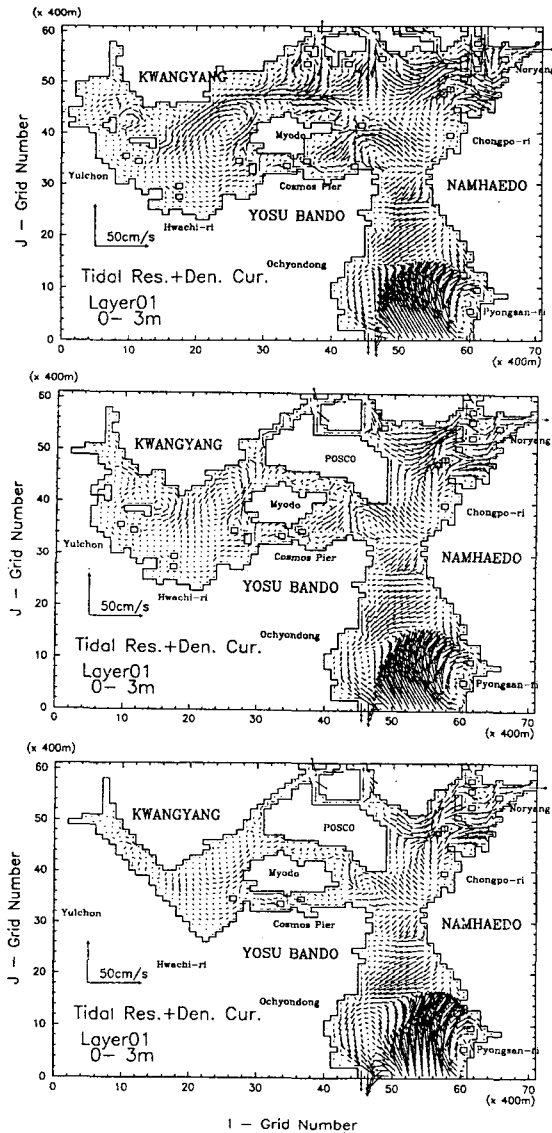 (x 400m)
60
50
40
30
20
10
0
J - Grid Number
KWANGYANG
Noryang
Myodo
Chongpo-ri
Yulchon
Cosmos Pier
NAMHAEDO
YOSU BANDO
Hwachi-ri
50cm/s
Ochyondong
Tidal Res.+Den. Cur.
Layer01
0- 3m
Pyongsan-ri
0 10 20 30 40 50 60 70
(x 400m)
(x 400m)
60
50
40
30
20
10
0
J - Grid Number
KWANGYANG
Noryang
POSCO
Myodo
Chongpo-ri
Yulchon
Cosmos Pier
NAMHAEDO
YOSU BANDO
Hwachi-ri
50cm/s
Ochyondong
Tidal Res.+Den. Cur.
Layer01
0- 3m
Pyongsan-ri
0 10 20 30 40 50 60 71
(x 400m)
(x 400m)
60
50
40
30
20
10
0
J - Grid Number
KWANGYANG
Noryang
POSCO
Myodo
Chongpo-ri
Yulchon
Cosmos Pier
NAMHAEDO
YOSU BANDO
Hwachi-ri
50cm/s
Ochyondong
Tidal Res.+Den. Cur.
Layer01
0- 3m
Pyongsan-ri
0 10 20 30 40 50 60 71
(x 400m)
I - Grid Number